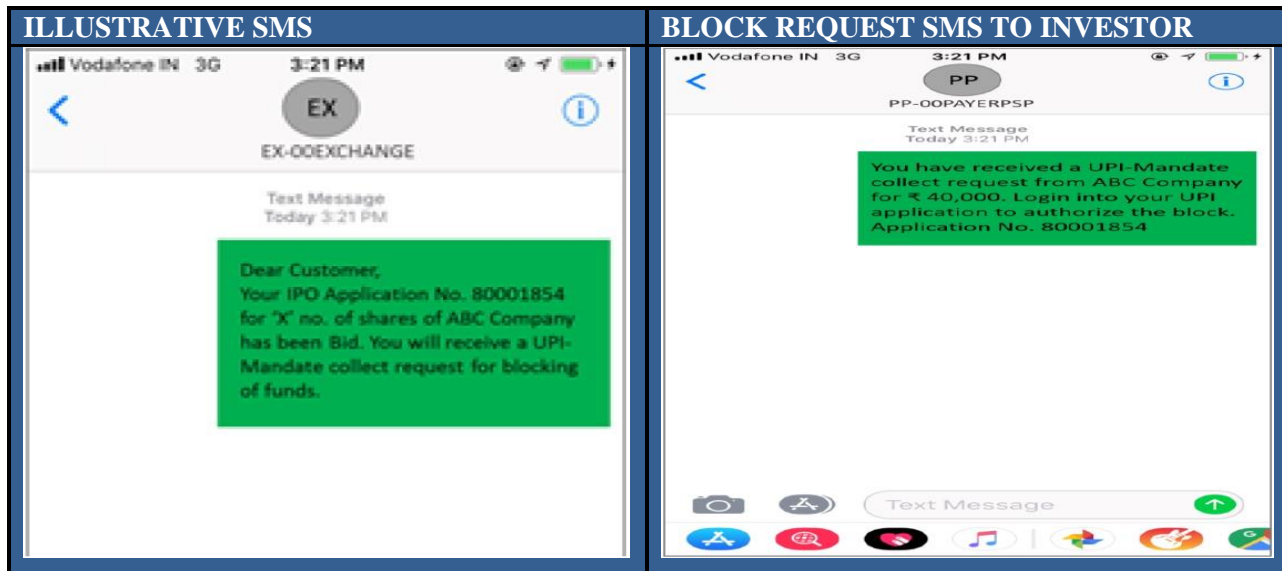 ILLUSTRATIVE SMS
Vodafone IN 3G 3:21 PM
EX
EX-00EXCHANGE
Text Message
Today 3:21 PM
Dear Customer,
Your IPO Application No. 80001854
for 'X' no. of shares of ABC Company
has been Bid. You will receive a UPI-
Mandate collect request for blocking
of funds.
BLOCK REQUEST SMS TO INVESTOR
Vodafone IN 3G 3:21 PM
PP
PP-00PAYERPSP
Text Message
Today 3:21 PM
You have received a UPI-Mandate
collect request from ABC Company
for ₹ 40,000. Login into your UPI
application to authorize the block.
Application No. 80001854
Text Message